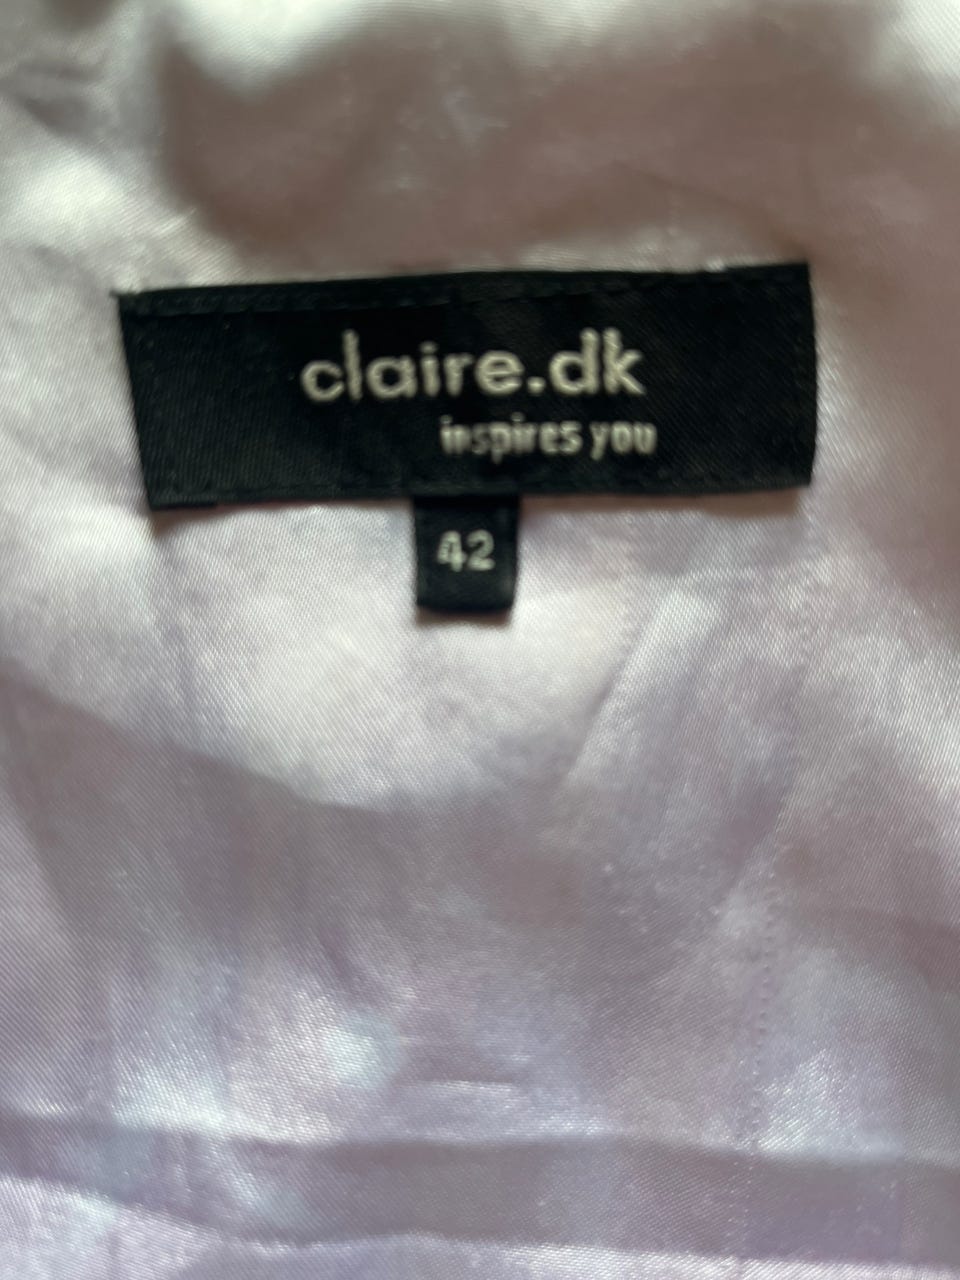 claire.dk
inspires you
42